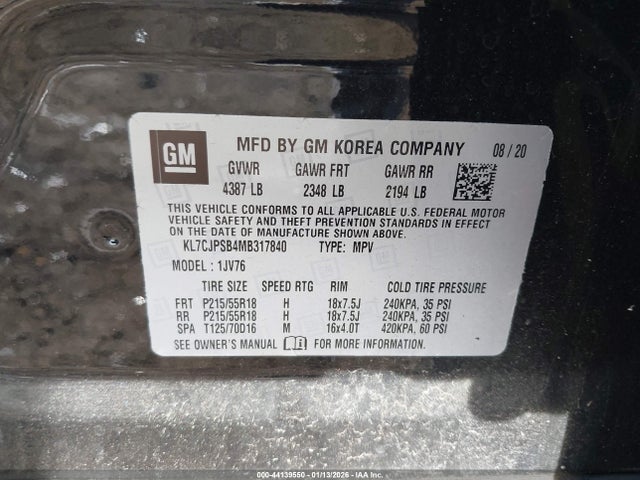 GM MFD BY GM KOREA COMPANY 08 / 20
GVWR GAWR FRT GAWR RR
4387 LB 2348 LB 2194 LB
THIS VEHICLE CONFORMS TO ALL APPLICABLE U.S. FEDERAL MOTOR
VEHICLE SAFETY AND THEFT PREVENTION STANDARDS IN EFFECT
ON THE DATE OF MANUFACTURE SHOWN ABOVE.
KL7CJPSB4MB317840 TYPE: MPV
MODEL : 1JV76
TIRE SIZE SPEED RTG RIM COLD TIRE PRESSURE
FRT P215/55R18 H 18x7.5J 240KPA, 35 PSI
RR P215/55R18 H 18x7.5J 240KPA, 35 PSI
SPA T125/70D16 M 16x4.0T 420KPA, 60 PSI
SEE OWNER'S MANUAL FOR MORE INFORMATION
000-44139550 - 01/13/2026 - IAA Inc. - Copart